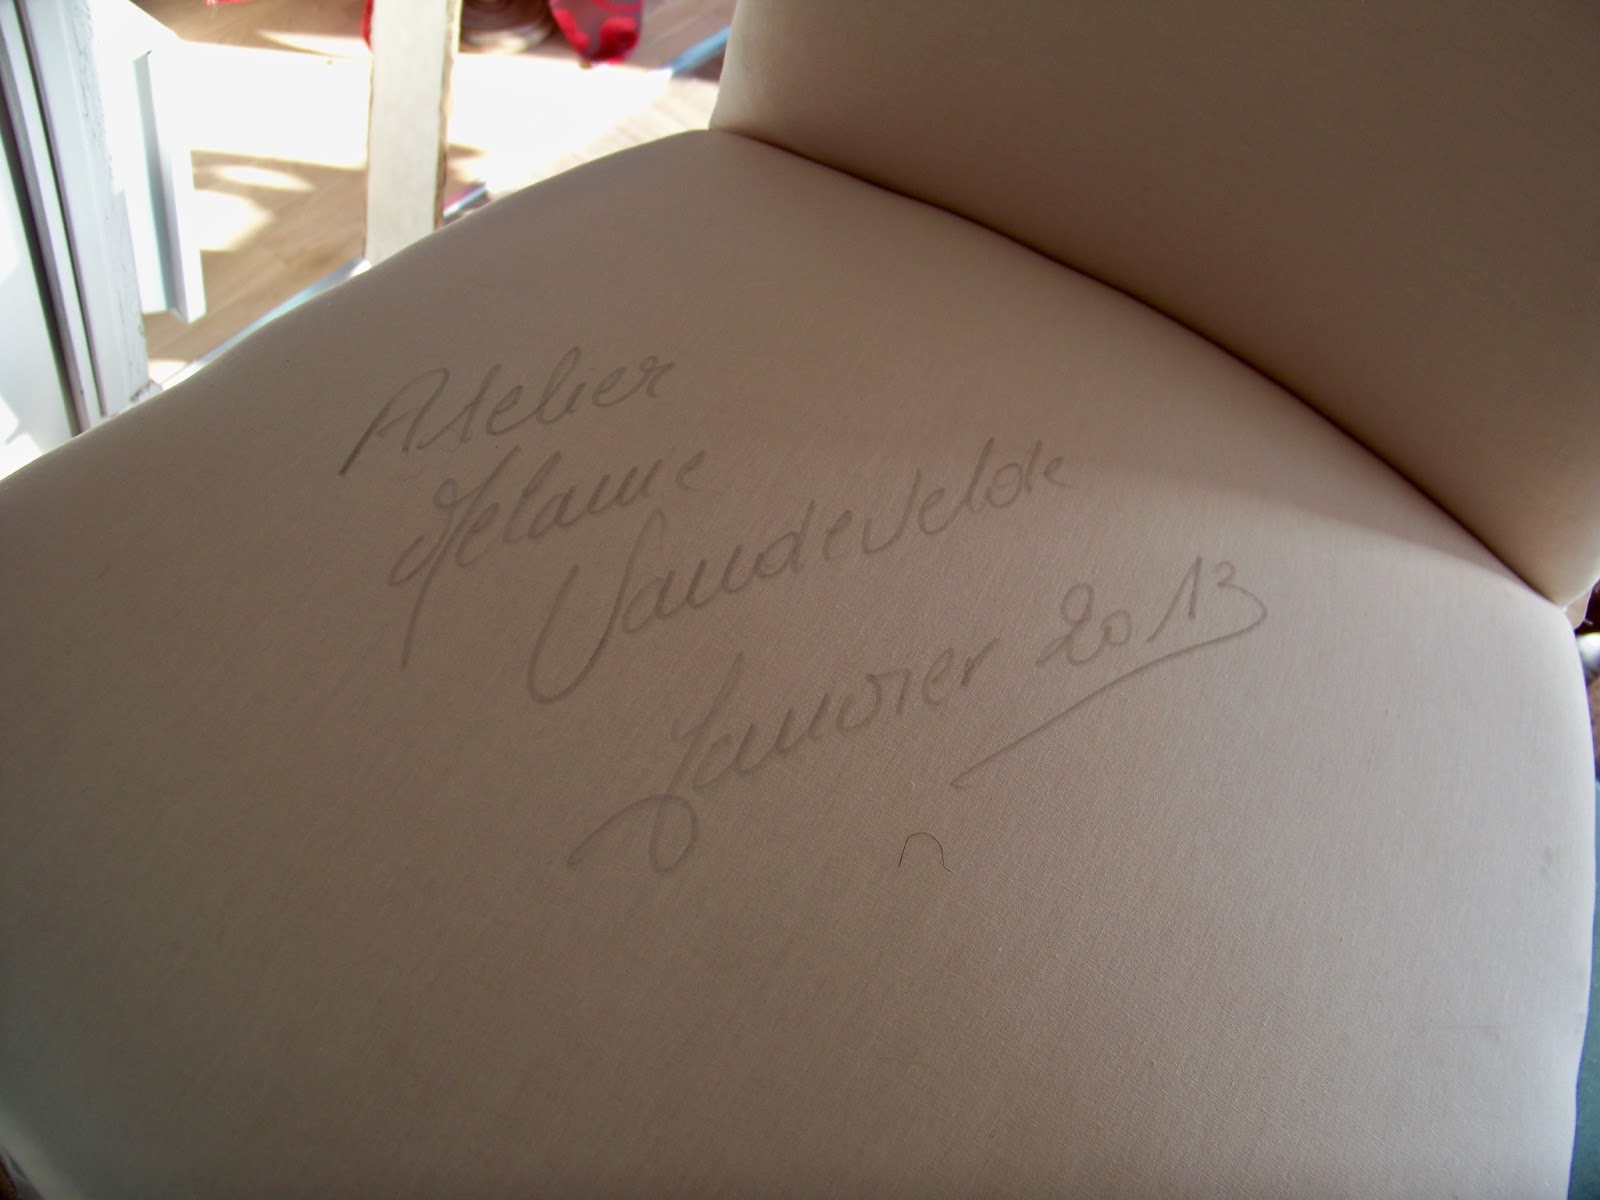 Atelier
Melanie
Vandevelde
Janvier 2013